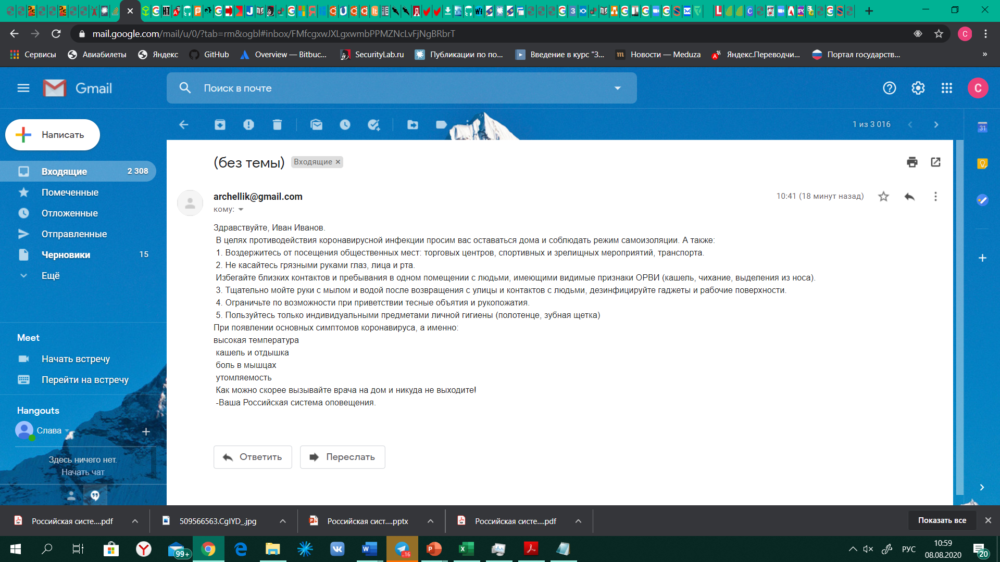 mail.google.com/mail/u/0/?tab=rm&ogbl#inbox/FMfcgxwJXLgxwmbPPMZNcLvFjNgBRbrT
C
Сервисы
Авиабилеты
Яндекс
GitHub
Overview — Bitbuc...
SecurityLab.ru
Публикации по по...
Введение в курс "З...
Новости — Meduza
Яндекс.Переводчи...
Портал государств...
»
Gmail
Поиск в почте
C
Написать
1 из 3 016
31
Входящие 2 308
Помеченные
Отложенные
Отправленные
Черновики 15
Ещё
(без темы)
Входящие ×
archellik@gmail.com
10:41 (18 минут назад)
кому:
Здравствуйте, Иван Иванов.
В целях противодействия коронавирусной инфекции просим вас оставаться дома и соблюдать режим самоизоляции. А также:
1. Воздержитесь от посещения общественных мест: торговых центров, спортивных и зрелищных мероприятий, транспорта.
2. Не касайтесь грязными руками глаз, лица и рта.
Избегайте близких контактов и пребывания в одном помещении с людьми, имеющими видимые признаки ОРВИ (кашель, чихание, выделения из носа).
3. Тщательно мойте руки с мылом и водой после возвращения с улицы и контактов с людьми, дезинфицируйте гаджеты и рабочие поверхности.
4. Ограничьте по возможности при приветствии тесные объятия и рукопожатия.
5. Пользуйтесь только индивидуальными предметами личной гигиены (полотенце, зубная щетка)
При появлении основных симптомов коронавируса, а именно:
высокая температура
кашель и отдышка
боль в мышцах
утомляемость
Как можно скорее вызывайте врача на дом и никуда не выходите!
-Ваша Российская система оповещения.
Ответить
Переслать
Meet
Начать встречу
Перейти на встречу
Hangouts
Слава
Здесь ничего нет.
Начать чат
Российская систе....pdf
509566563.CgIYD_.jpg
Российская сист....pptx
Российская систе....pdf
Показать все
99+
..16
РУС
10:59
08.08.2020
20